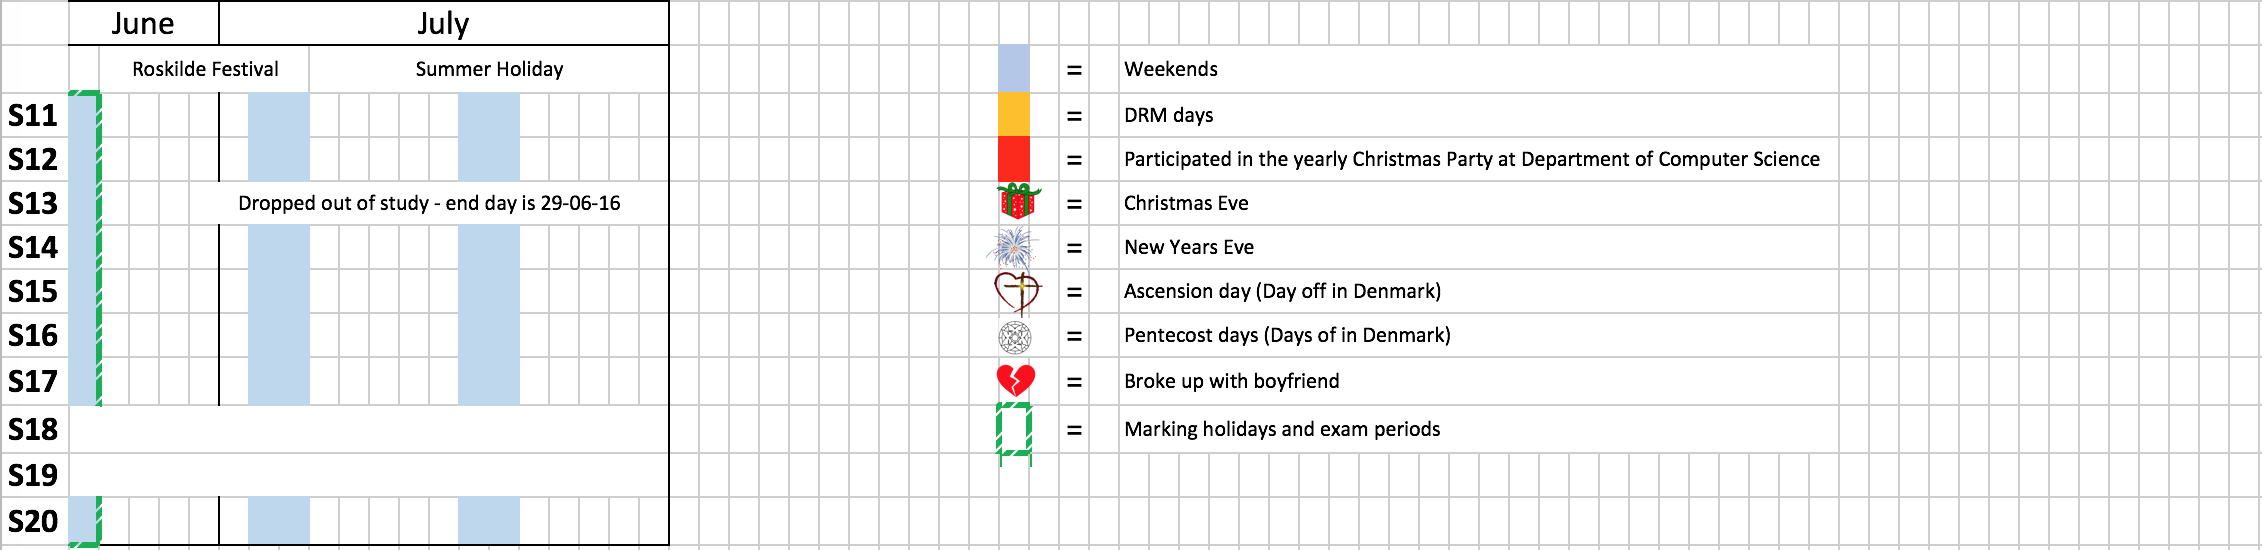 June July
Roskilde Festival Summer Holiday = Weekends
S11 = DRM days
S12 = Participated in the yearly Christmas Party at Department of Computer Science
S13 Dropped out of study - end day is 29-06-16 = Christmas Eve
S14 = New Years Eve
S15 = Ascension day (Day off in Denmark)
S16 = Pentecost days (Days of in Denmark)
S17 = Broke up with boyfriend
S18 = Marking holidays and exam periods
S19
S20